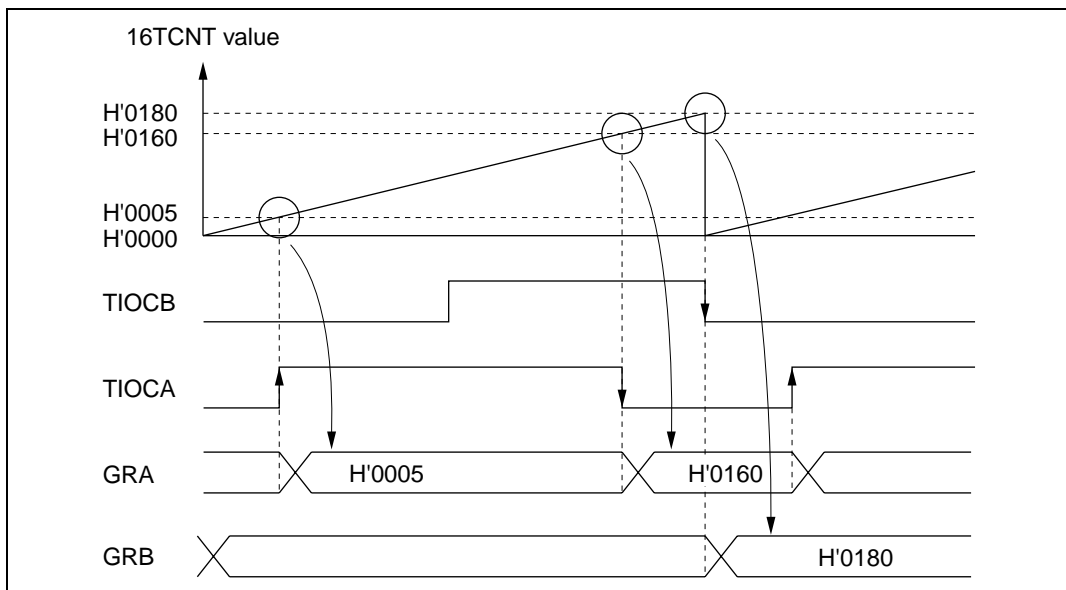 16TCNT value
H'0180
H'0160
H'0005
H'0000
TIOCB
TIOCA
GRA H'0005 H'0160
GRB H'0180